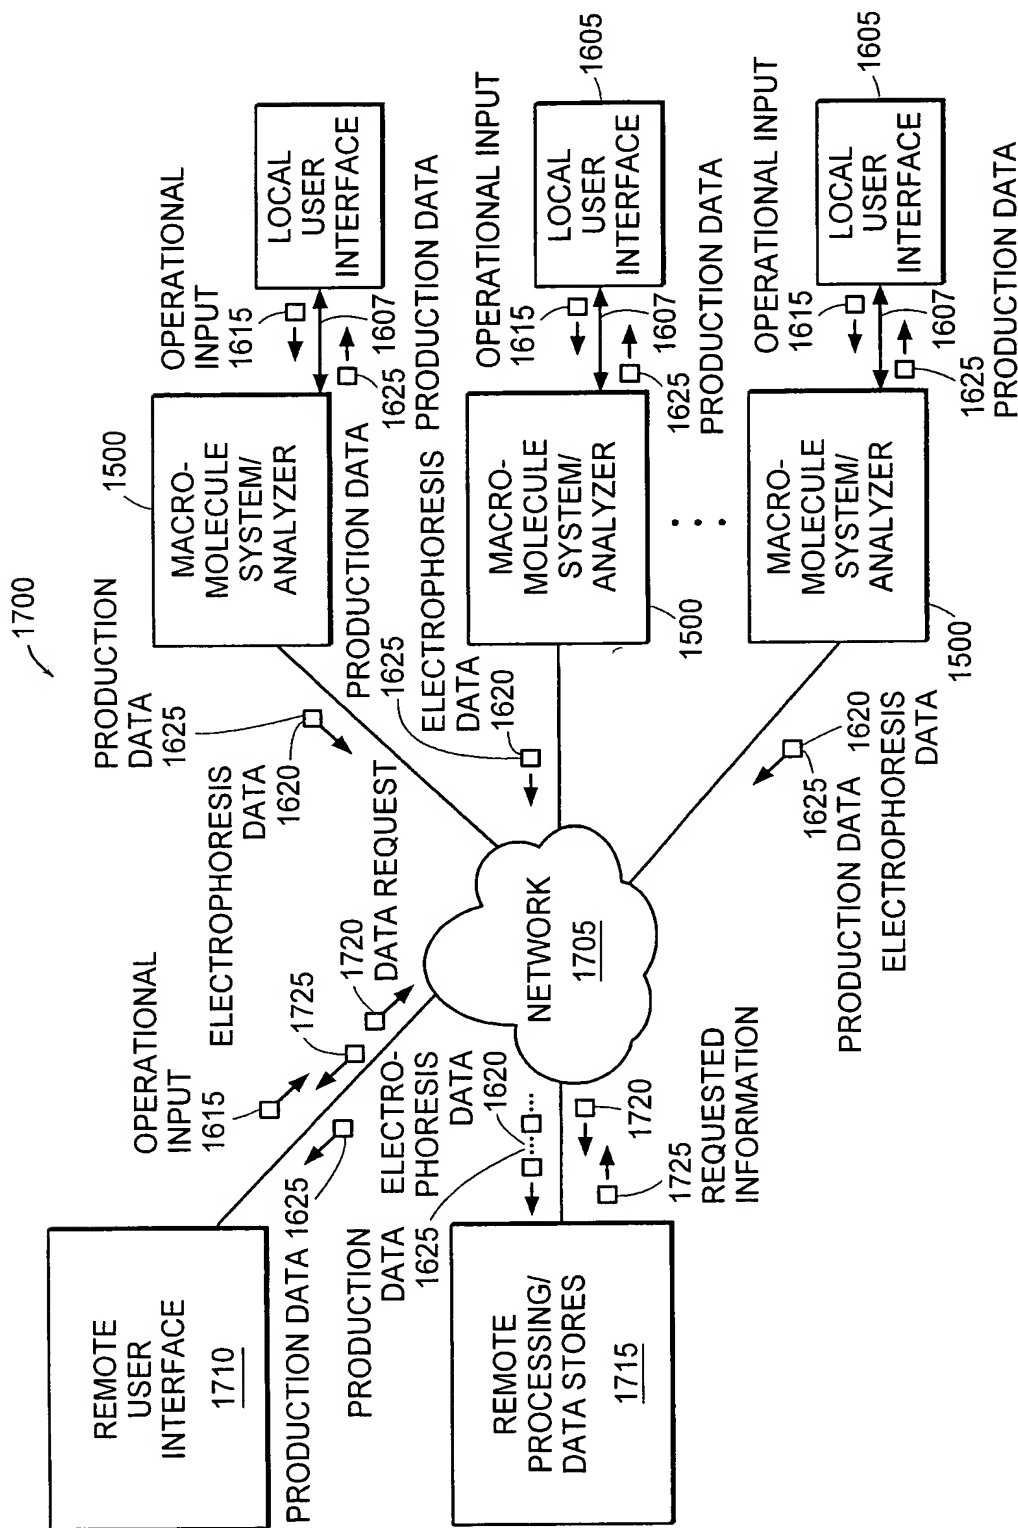 1700
REMOTE
USER
INTERFACE
1710
OPERATIONAL
INPUT
1615
1725
1720
DATA REQUEST
PRODUCTION DATA 1625
PRODUCTION
DATA
1625
ELECTRO-
PHORESIS
DATA
1620
REMOTE
PROCESSING/
DATA STORES
1715
1720
1725
REQUESTED
INFORMATION
NETWORK
1705
PRODUCTION
DATA
1625
ELECTROPHORESIS
DATA
1620
1500
MACRO-
MOLECULE
SYSTEM/
ANALYZER
OPERATIONAL
INPUT
1615
1607
1625
PRODUCTION DATA
LOCAL
USER
INTERFACE
PRODUCTION DATA
1625
ELECTROPHORESIS
DATA
1620
MACRO-
MOLECULE
SYSTEM/
ANALYZER
1500
OPERATIONAL INPUT
1615
1625
PRODUCTION DATA
LOCAL
USER
INTERFACE
1605
1620
1625
PRODUCTION DATA
ELECTROPHORESIS
DATA
MACRO-
MOLECULE
SYSTEM/
ANALYZER
1500
OPERATIONAL INPUT
1615
1607
1625
PRODUCTION DATA
LOCAL
USER
INTERFACE
1605